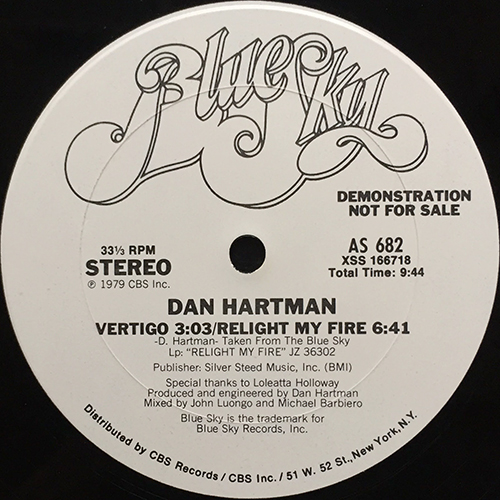 Blue Sky
DEMONSTRATION
NOT FOR SALE
33⅓ RPM
STEREO
℗ 1979 CBS Inc.
AS 682
XSS 166718
Total Time: 9:44
DAN HARTMAN
VERTIGO 3:03/RELIGHT MY FIRE 6:41
-D. Hartman- Taken From The Blue Sky
Lp: "RELIGHT MY FIRE" JZ 36302
Publisher: Silver Steed Music, Inc. (BMI)
Special thanks to Loleatta Holloway
Produced and engineered by Dan Hartman
Mixed by John Luongo and Michael Barbiero
Blue Sky is the trademark for
Blue Sky Records, Inc.
Distributed by CBS Records / CBS Inc. / 51 W. 52 St., New York, N.Y.